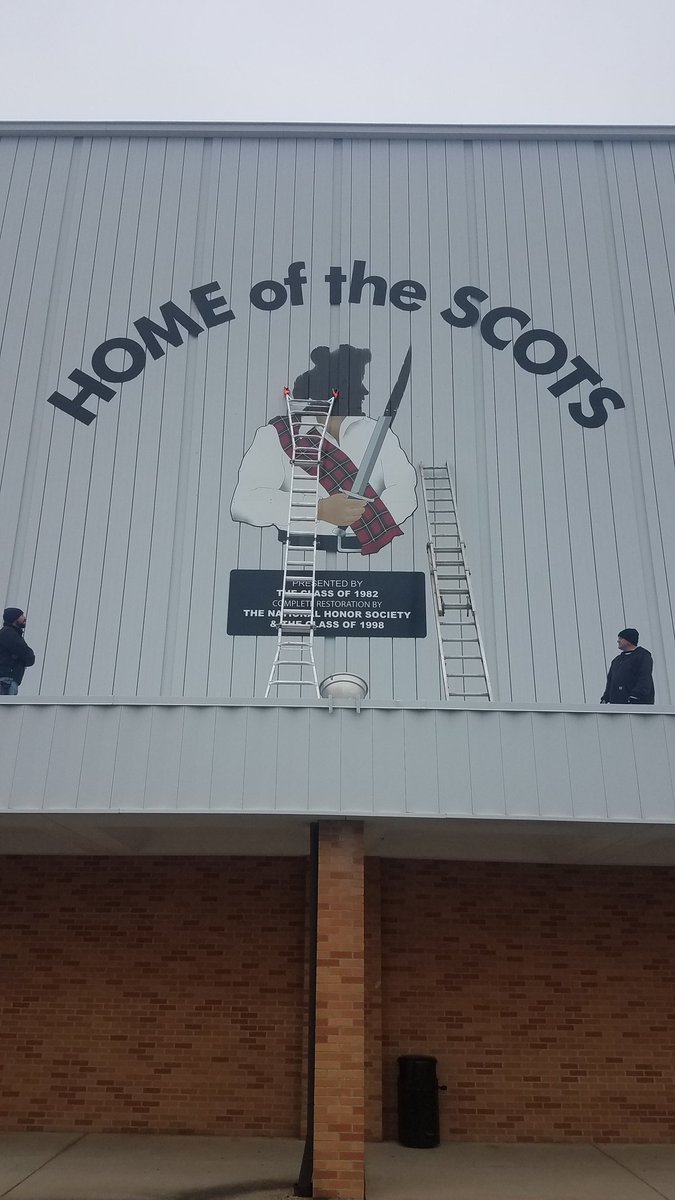 HOME of the SCOTS
PRESENTED BY
THE CLASS OF 1982
COMPLETE RESTORATION BY
THE NATIONAL HONOR SOCIETY
& THE CLASS OF 1998